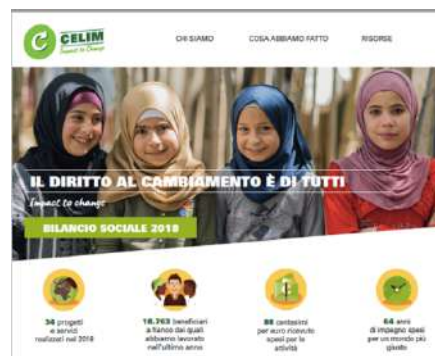 CELIM
Impact to Change
CHI SIAMO
COSA ABBIAMO FATTO
RISORSE
IL DIRITTO AL CAMBIAMENTO È DI TUTTI
Impact to change
BILANCIO SOCIALE 2018
34 progetti
e servizi
realizzati nel 2018
18.763 beneficiari
a fianco dei quali
abbiamo lavorato
nell'ultimo anno
88 centesimi
per euro ricevuto
spesi per le
attività
64 anni
di impegno spesi
per un mondo più
giusto